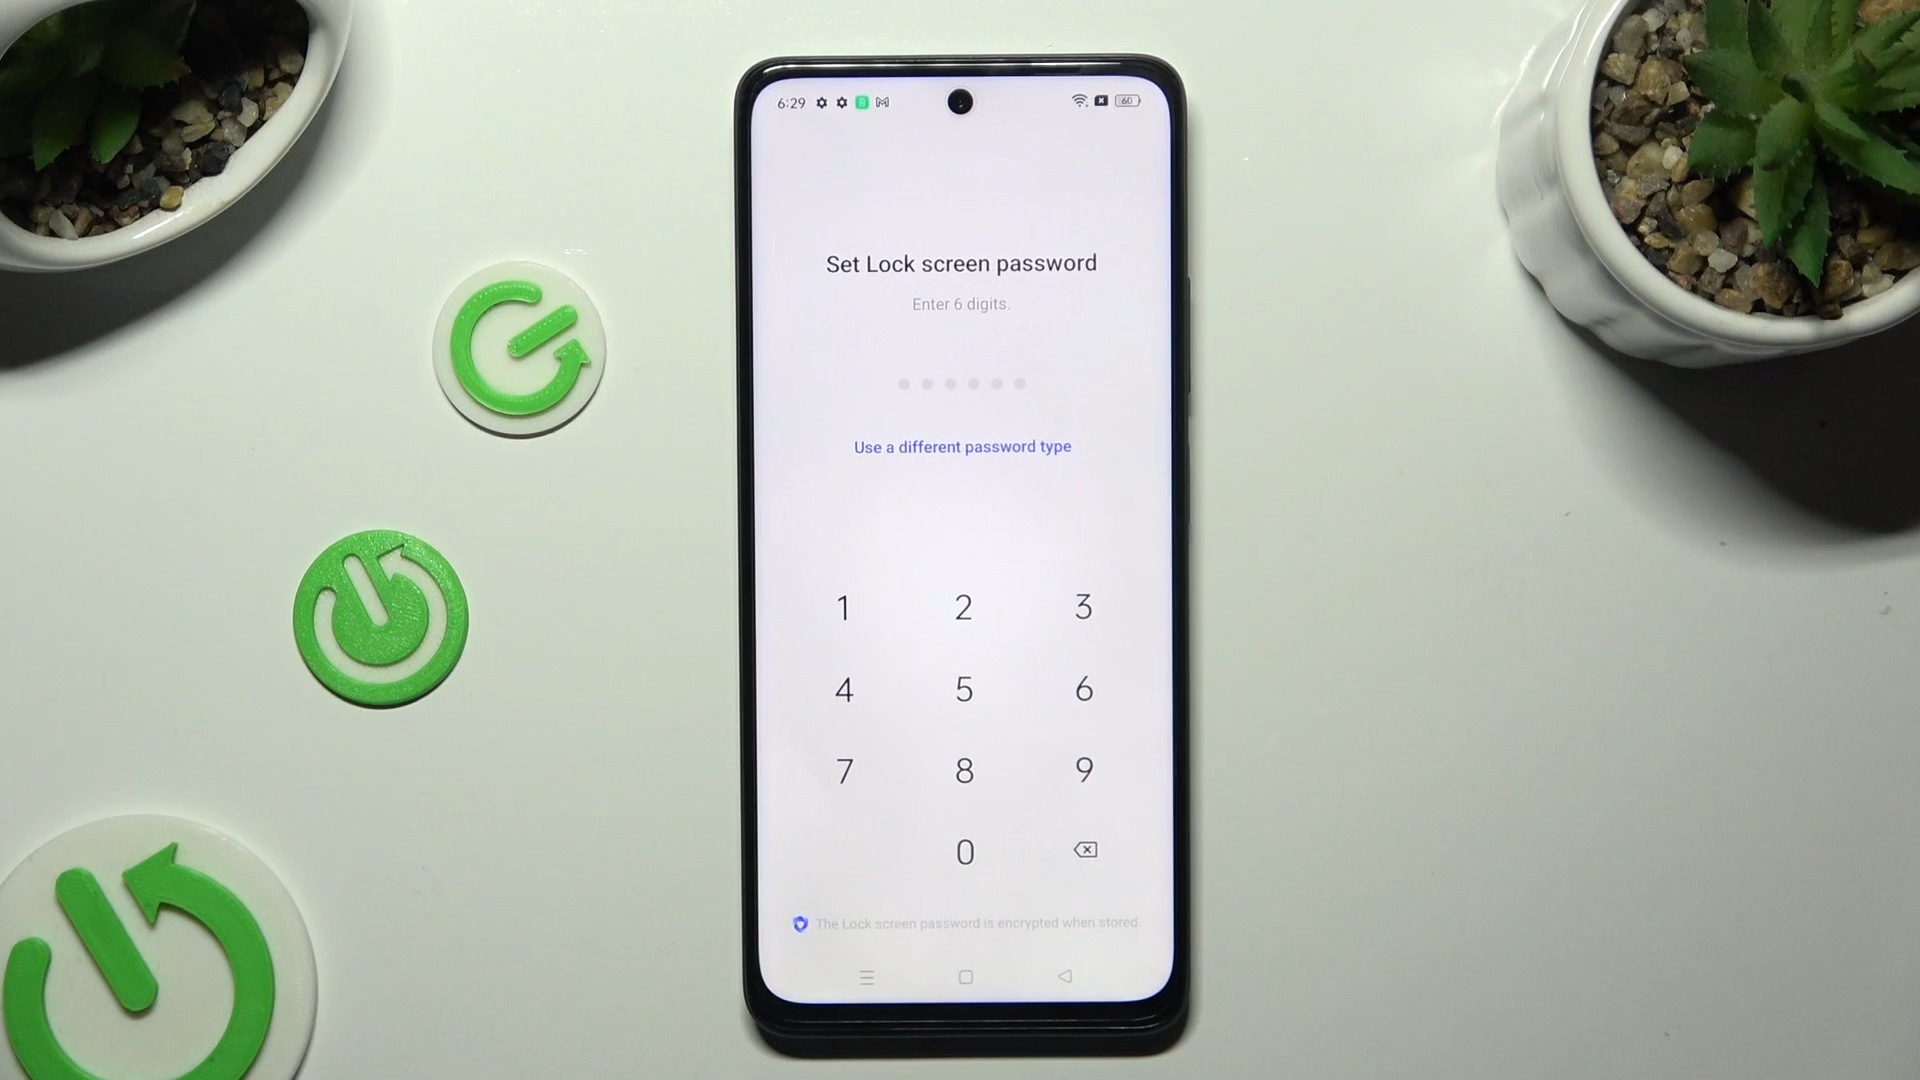 6:29
60
Set Lock screen password
Enter 6 digits.
Use a different password type
1 2 3
4 5 6
7 8 9
0
The Lock screen password is encrypted when stored.